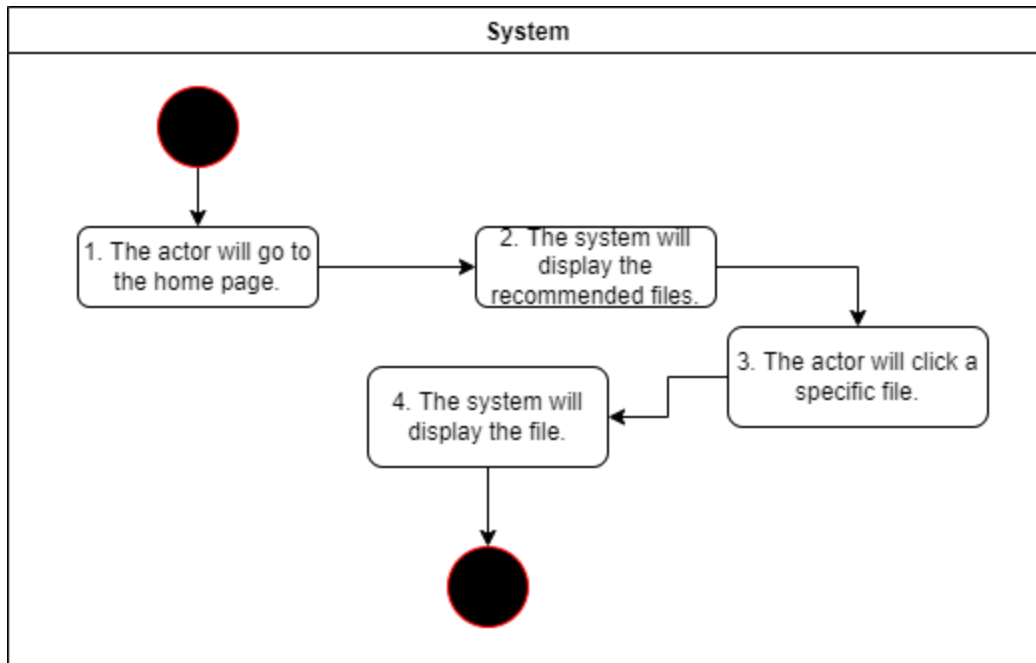 System
1. The actor will go to
the home page.
2. The system will
display the
recommended files.
3. The actor will click a
specific file.
4. The system will
display the file.